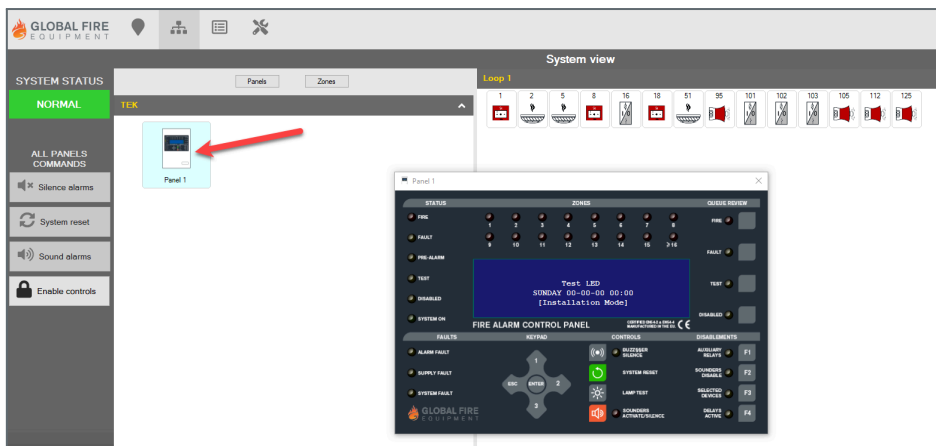 GLOBAL FIRE
EQUIPMENT
System view
SYSTEM STATUS
NORMAL
ALL PANELS
COMMANDS
Silence alarms
System reset
Sound alarms
Enable controls
Panels
Zones
TEK
Panel 1
Loop 1
1 2 5 8 16 18 51 95 101 102 103 105 112 125
Panel 1
STATUS
ZONES
QUEUE REVIEW
FIRE
FAULT
PRE-ALARM
TEST
DISABLED
SYSTEM ON
1 2 3 4 5 6 7 8
9 10 11 12 13 14 15 >16
FIRE
FAULT
TEST
DISABLED
Test LED
SUNDAY 00-00-00 00:00
[Installation Mode]
FIRE ALARM CONTROL PANEL
MANUFACTURED IN THE EU.
CE
FAULTS
KEYPAD
CONTROLS
DISABLEMENTS
ALARM FAULT
SUPPLY FAULT
SYSTEM FAULT
1
ESC
ENTER
2
3
BUZZSSER
SILENCE
SYSTEM RESET
LAMP TEST
SOUNDERS
ACTIVATE/SILENCE
AUXILIARY
RELAYS
F1
SOUNDERS
DISABLE
F2
SELECTED
DEVICES
F3
DELAYS
ACTIVE
F4
GLOBAL FIRE
EQUIPMENT